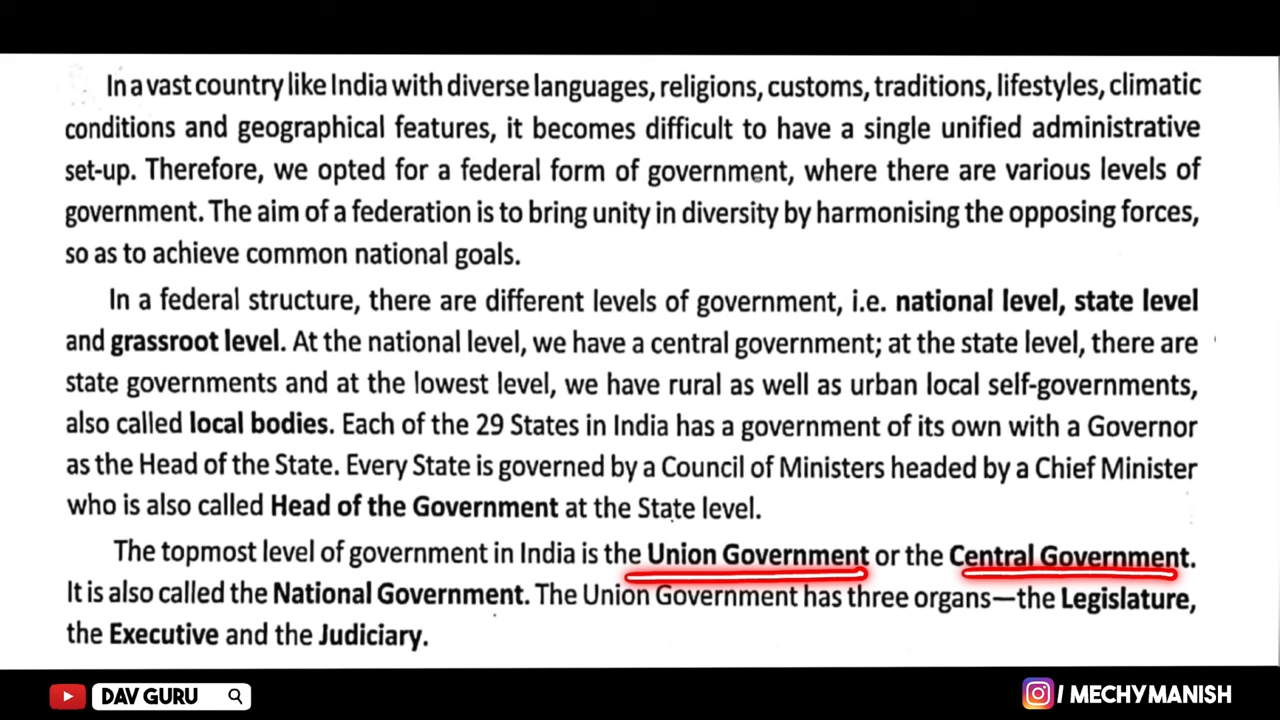 In a vast country like India with diverse languages, religions, customs, traditions, lifestyles, climatic
conditions and geographical features, it becomes difficult to have a single unified administrative
set-up. Therefore, we opted for a federal form of government, where there are various levels of
government. The aim of a federation is to bring unity in diversity by harmonising the opposing forces,
so as to achieve common national goals.
In a federal structure, there are different levels of government, i.e. national level, state level
and grassroot level. At the national level, we have a central government; at the state level, there are
state governments and at the lowest level, we have rural as well as urban local self-governments,
also called local bodies. Each of the 29 States in India has a government of its own with a Governor
as the Head of the State. Every State is governed by a Council of Ministers headed by a Chief Minister
who is also called Head of the Government at the State level.
The topmost level of government in India is the Union Government or the Central Government.
It is also called the National Government. The Union Government has three organs—the Legislature,
the Executive and the Judiciary.
DAV GURU
/ MECHYMANISH